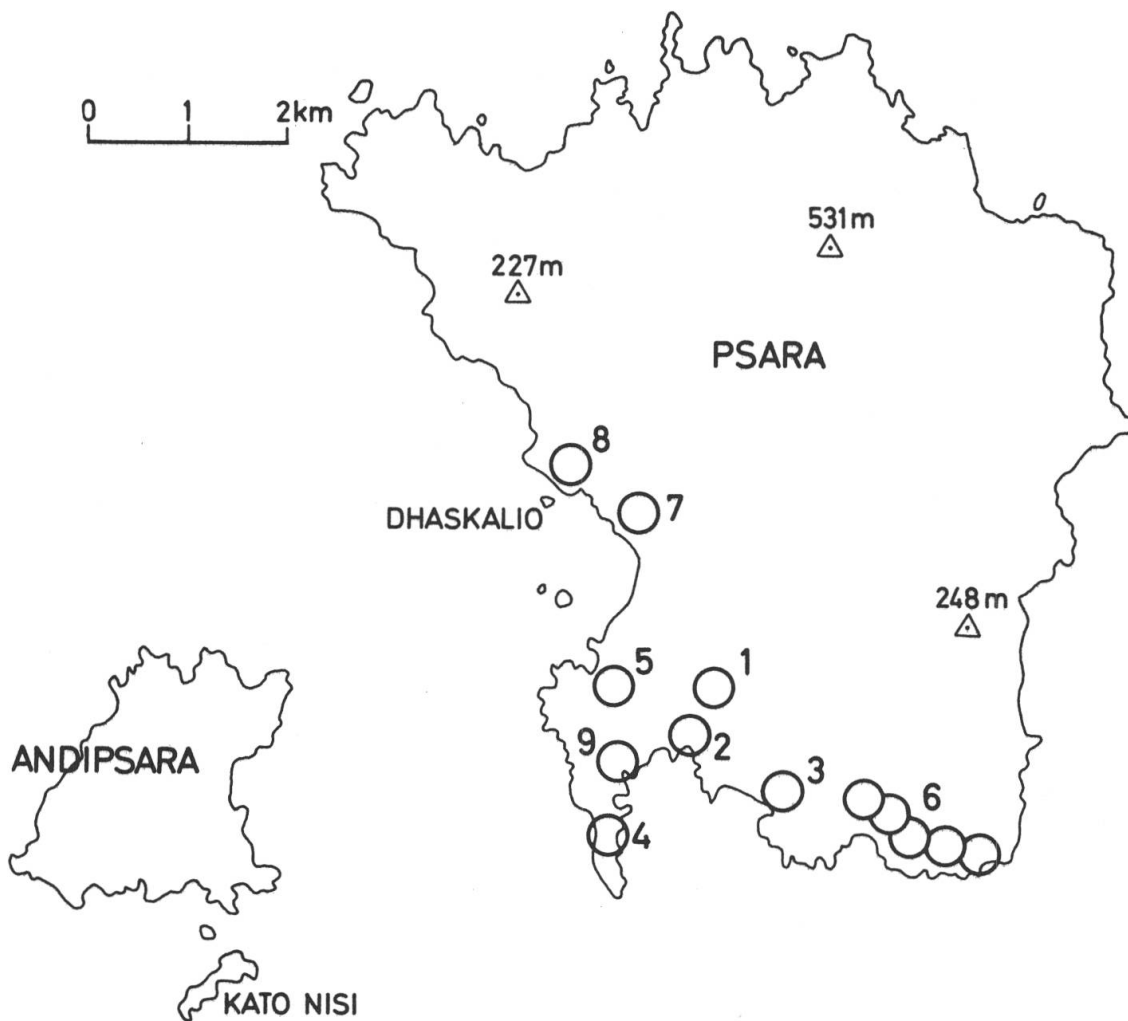 0 1 2km
531m
227m
PSARA
8
7
DHASKALIO
248m
5 1
2
9
3
ANDIPSARA
6
4
KATO NISI